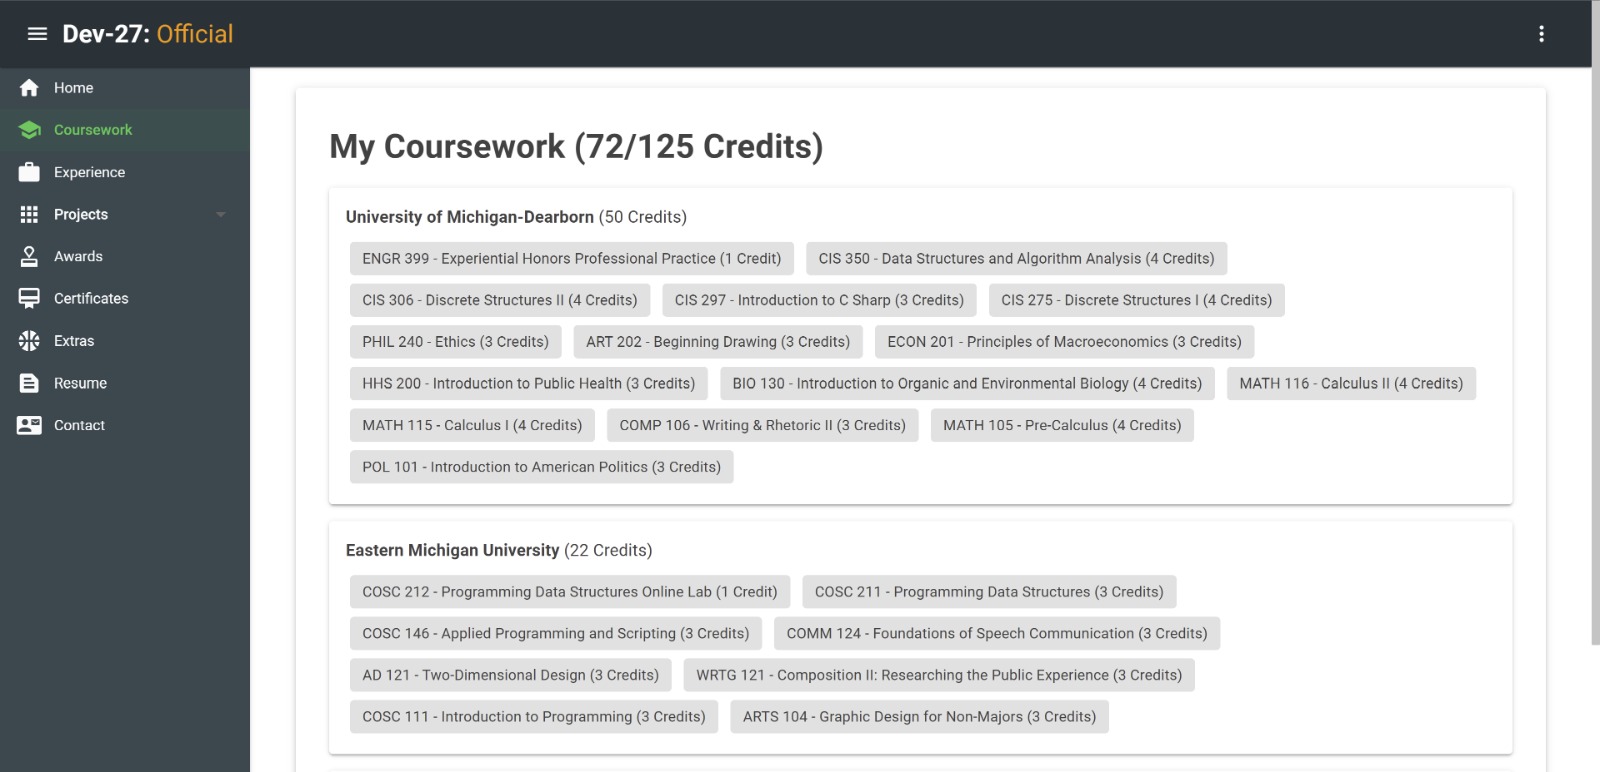 Dev-27: Official
Home
Coursework
Experience
Projects
Awards
Certificates
Extras
Resume
Contact
My Coursework (72/125 Credits)
University of Michigan-Dearborn (50 Credits)
ENGR 399 - Experiential Honors Professional Practice (1 Credit) CIS 350 - Data Structures and Algorithm Analysis (4 Credits)
CIS 306 - Discrete Structures II (4 Credits) CIS 297 - Introduction to C Sharp (3 Credits) CIS 275 - Discrete Structures I (4 Credits)
PHIL 240 - Ethics (3 Credits) ART 202 - Beginning Drawing (3 Credits) ECON 201 - Principles of Macroeconomics (3 Credits)
HHS 200 - Introduction to Public Health (3 Credits) BIO 130 - Introduction to Organic and Environmental Biology (4 Credits) MATH 116 - Calculus II (4 Credits)
MATH 115 - Calculus I (4 Credits) COMP 106 - Writing & Rhetoric II (3 Credits) MATH 105 - Pre-Calculus (4 Credits)
POL 101 - Introduction to American Politics (3 Credits)
Eastern Michigan University (22 Credits)
COSC 212 - Programming Data Structures Online Lab (1 Credit) COSC 211 - Programming Data Structures (3 Credits)
COSC 146 - Applied Programming and Scripting (3 Credits) COMM 124 - Foundations of Speech Communication (3 Credits)
AD 121 - Two-Dimensional Design (3 Credits) WRTG 121 - Composition II: Researching the Public Experience (3 Credits)
COSC 111 - Introduction to Programming (3 Credits) ARTS 104 - Graphic Design for Non-Majors (3 Credits)